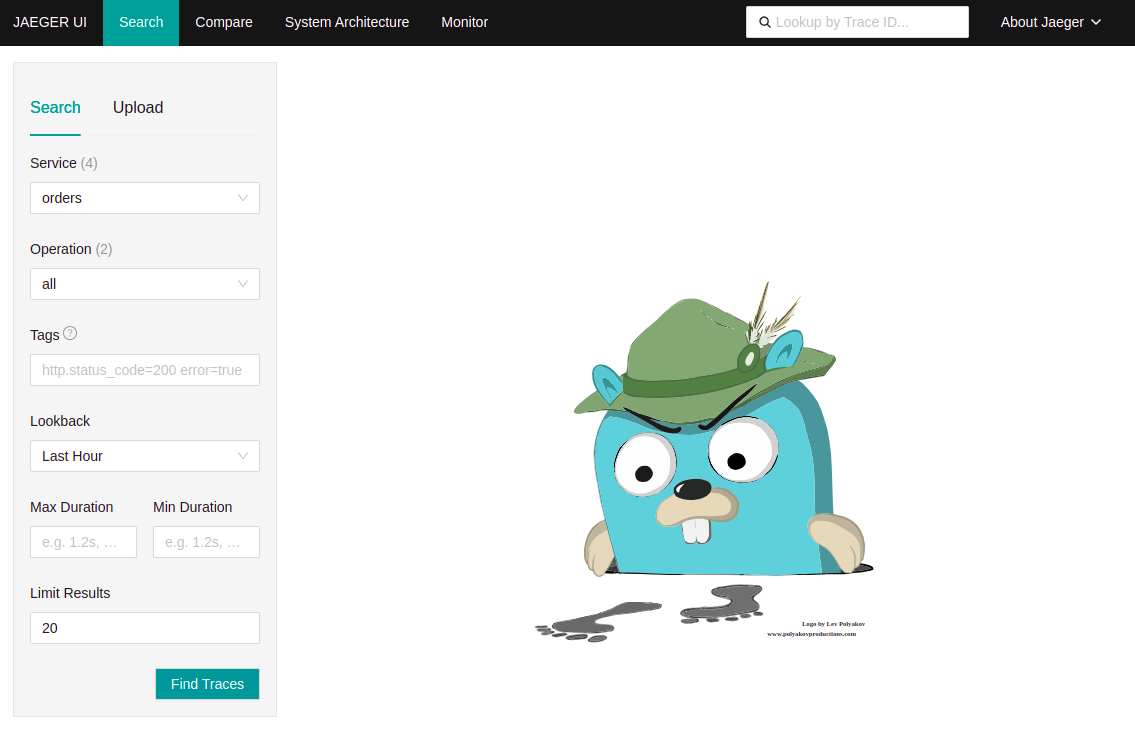 JAEGER UI Search Compare System Architecture Monitor Lookup by Trace ID... About Jaeger
Search Upload
Service (4)
orders
Operation (2)
all
Tags ?
http.status_code=200 error=true
Lookback
Last Hour
Max Duration Min Duration
e.g. 1.2s, ... e.g. 1.2s, ...
Limit Results
20
Find Traces
Logo by Lev Polyakov
www.polyakovproductions.com